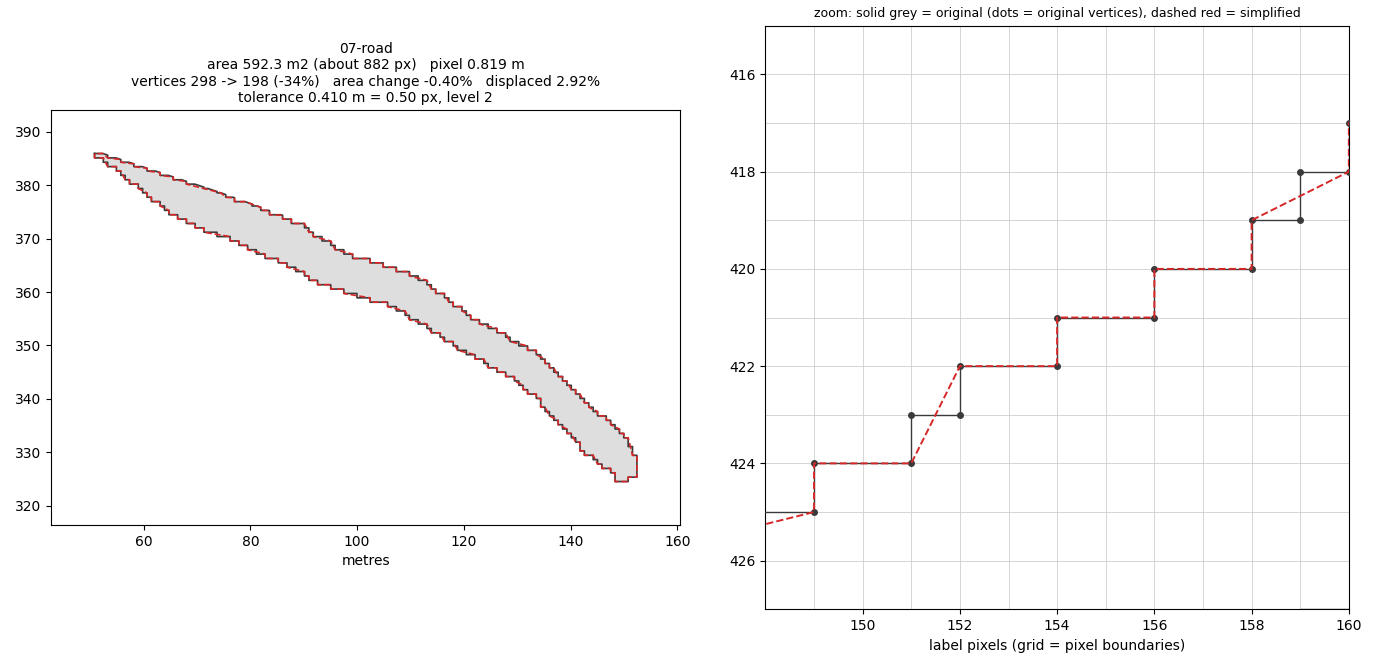 07-road
area 592.3 m2 (about 882 px)   pixel 0.819 m
vertices 298 -> 198 (-34%)   area change -0.40%   displaced 2.92%
tolerance 0.410 m = 0.50 px, level 2
390
380
370
360
350
340
330
320
60 80 100 120 140 160
metres
zoom: solid grey = original (dots = original vertices), dashed red = simplified
416
418
420
422
424
426
150 152 154 156 158 160
label pixels (grid = pixel boundaries)